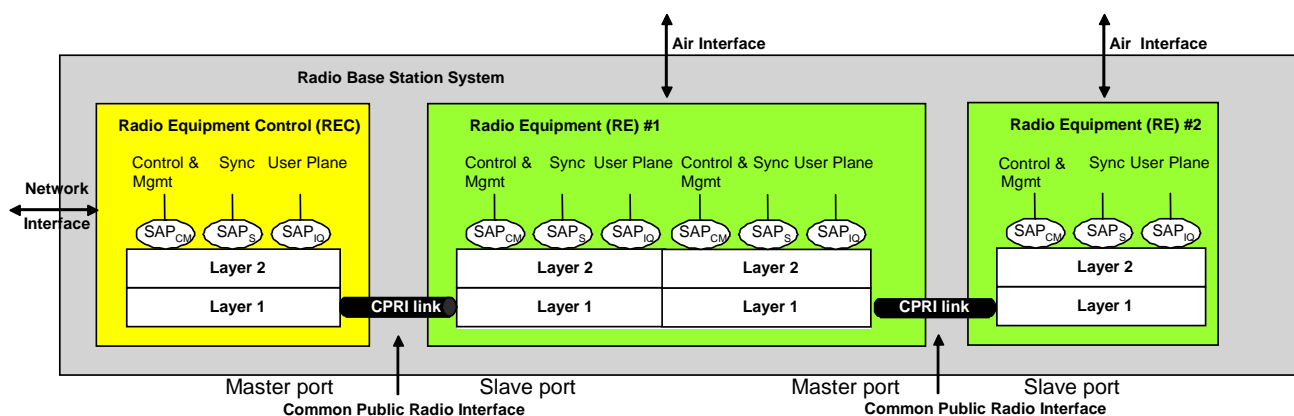 Air Interface
Air Interface
Radio Base Station System
Radio Equipment Control (REC)
Radio Equipment (RE) #1
Radio Equipment (RE) #2
Control & Mgmt
Sync
User Plane
Control & Mgmt
Sync
User Plane
Control & Mgmt
Sync
User Plane
Control & Mgmt
Sync
User Plane
Network
Interface
SAPCM
SAPS
SAPIQ
SAPCM
SAPS
SAPIQ
SAPCM
SAPS
SAPIQ
SAPCM
SAPS
SAPIQ
Layer 2
Layer 2
Layer 2
Layer 2
Layer 1
CPRI link
Layer 1
Layer 1
CPRI link
Layer 1
Master port
Slave port
Master port
Slave port
Common Public Radio Interface
Common Public Radio Interface